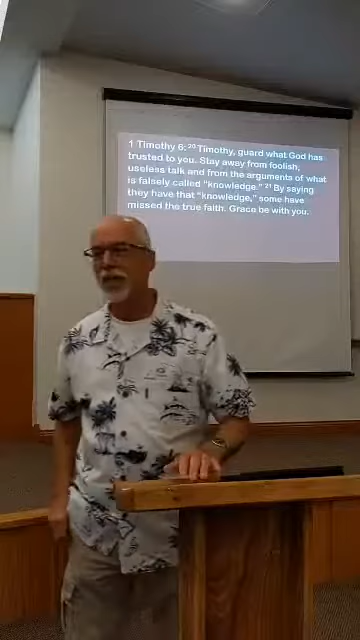 1 Timothy 6: 20 Timothy, guard what God has
trusted to you. Stay away from foolish,
useless talk and from the arguments of what
is falsely called "knowledge." 21 By saying
they have that "knowledge," some have
missed the true faith. Grace be with you.